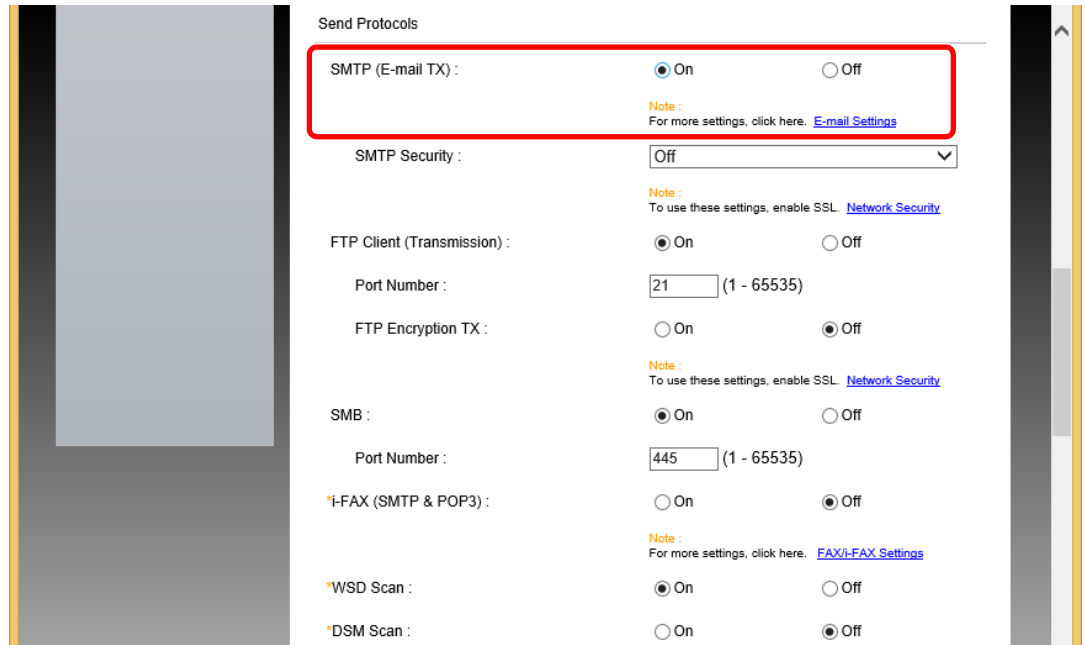 Send Protocols
SMTP (E-mail TX) : On Off
Note :
For more settings, click here. E-mail Settings
SMTP Security : Off
Note :
To use these settings, enable SSL. Network Security
FTP Client (Transmission) : On Off
Port Number : 21 (1 - 65535)
FTP Encryption TX : On Off
Note :
To use these settings, enable SSL. Network Security
SMB : On Off
Port Number : 445 (1 - 65535)
*i-FAX (SMTP & POP3) : On Off
Note :
For more settings, click here. FAX/i-FAX Settings
*WSD Scan : On Off
*DSM Scan : On Off